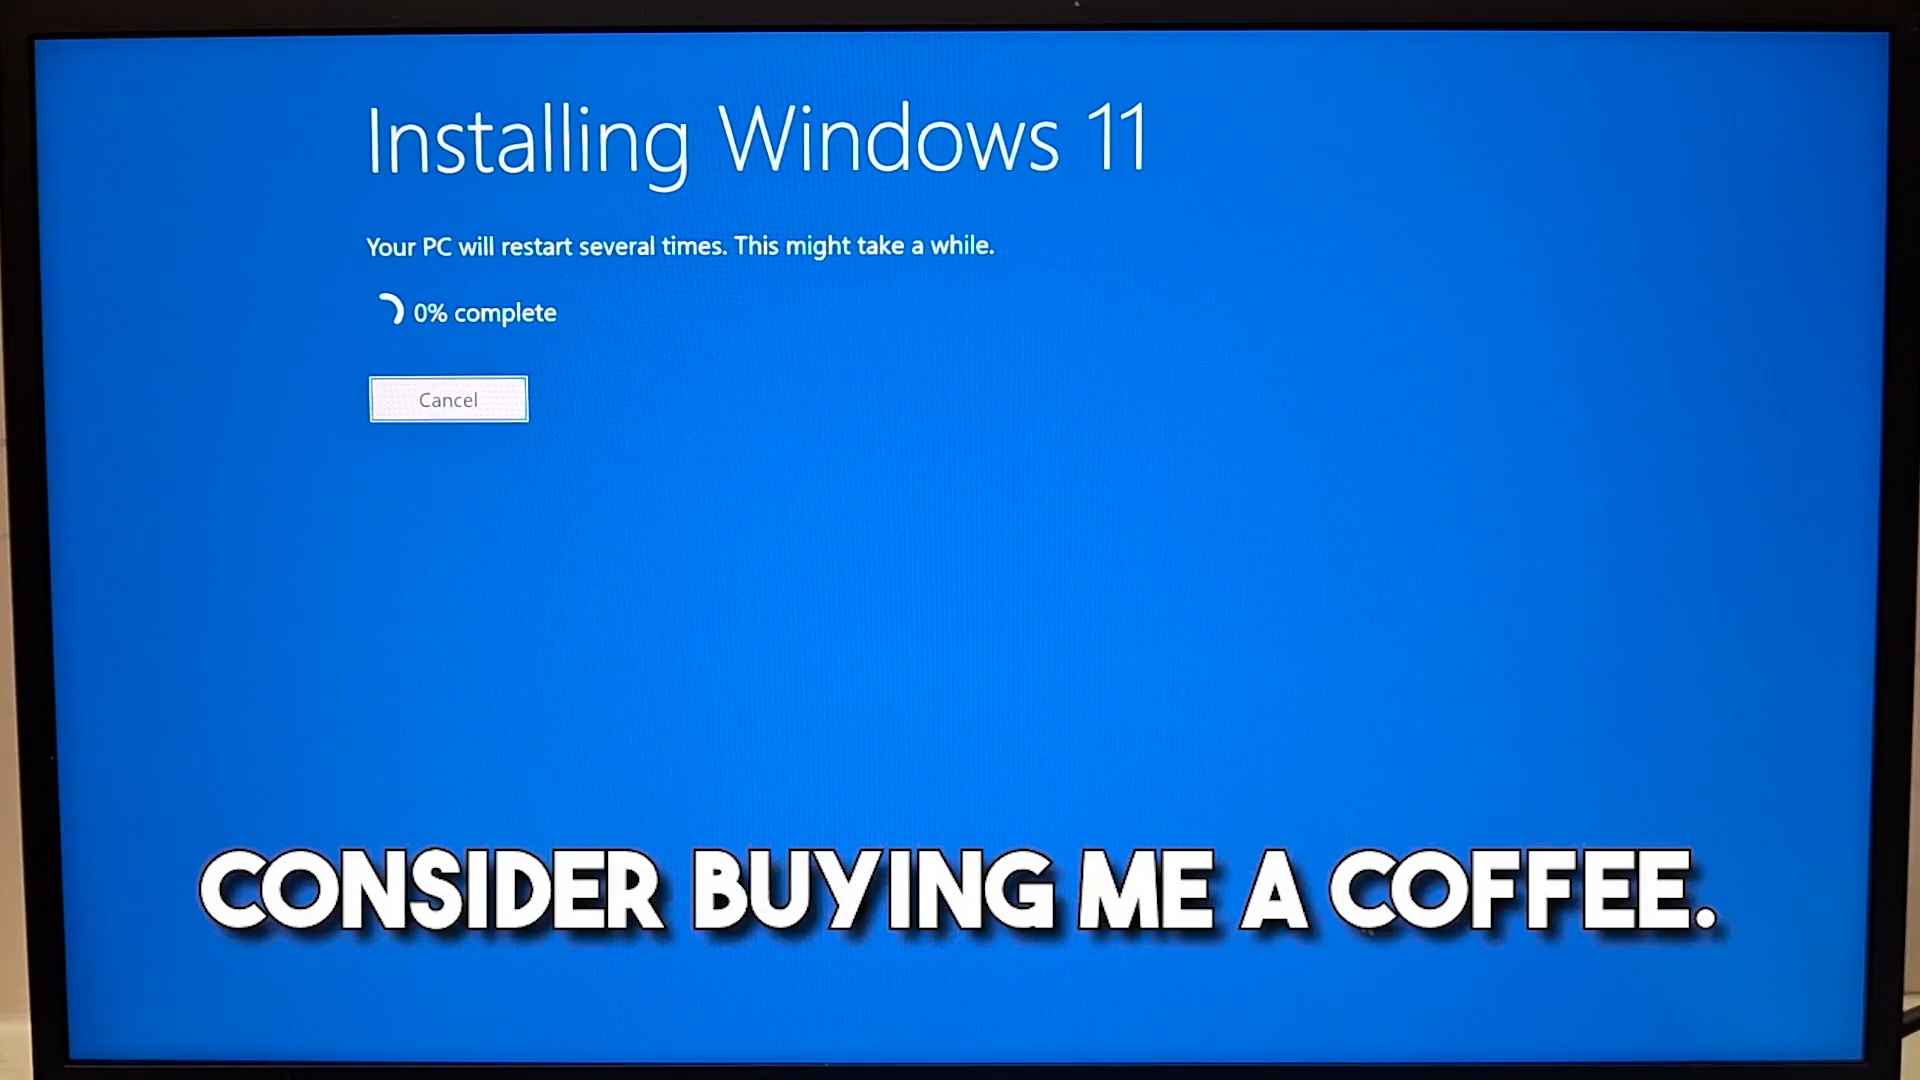 Installing Windows 11
Your PC will restart several times. This might take a while.
0% complete
Cancel
CONSIDER BUYING ME A COFFEE.